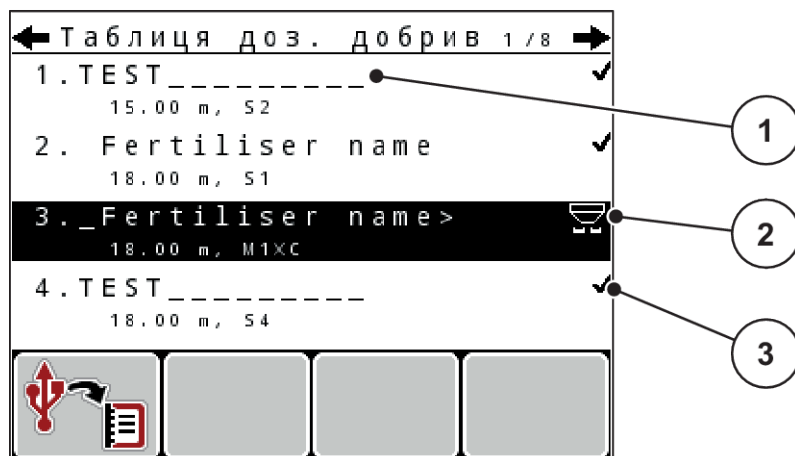 Таблиця доз. добрив 1/8
1.TEST_________
15.00 m, S2
2. Fertiliser name
18.00 m, S1
3._Fertiliser name>
18.00 m, M1XC
4.TEST_________
18.00 m, S4
1
2
3